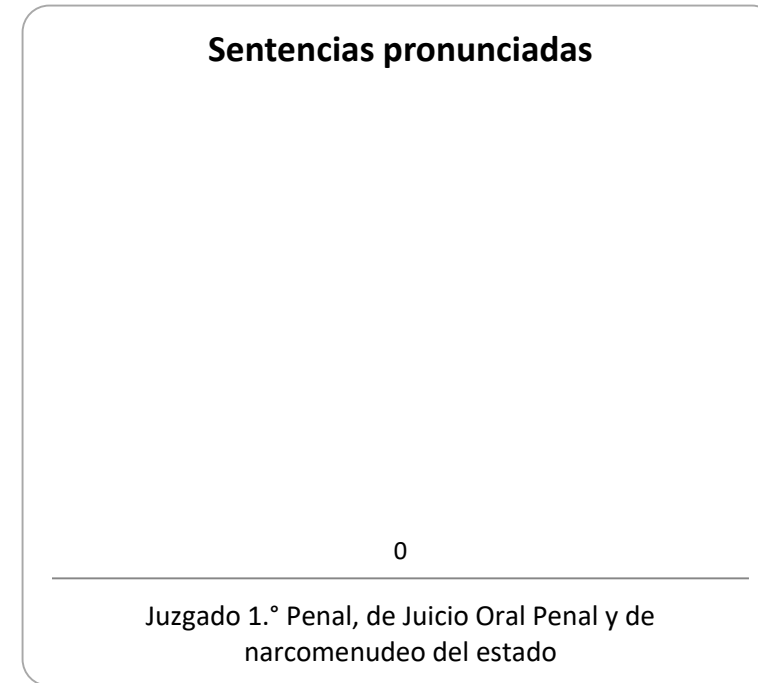 Sentencias pronunciadas
0
Juzgado 1.° Penal, de Juicio Oral Penal y de
narcomenudeo del estado